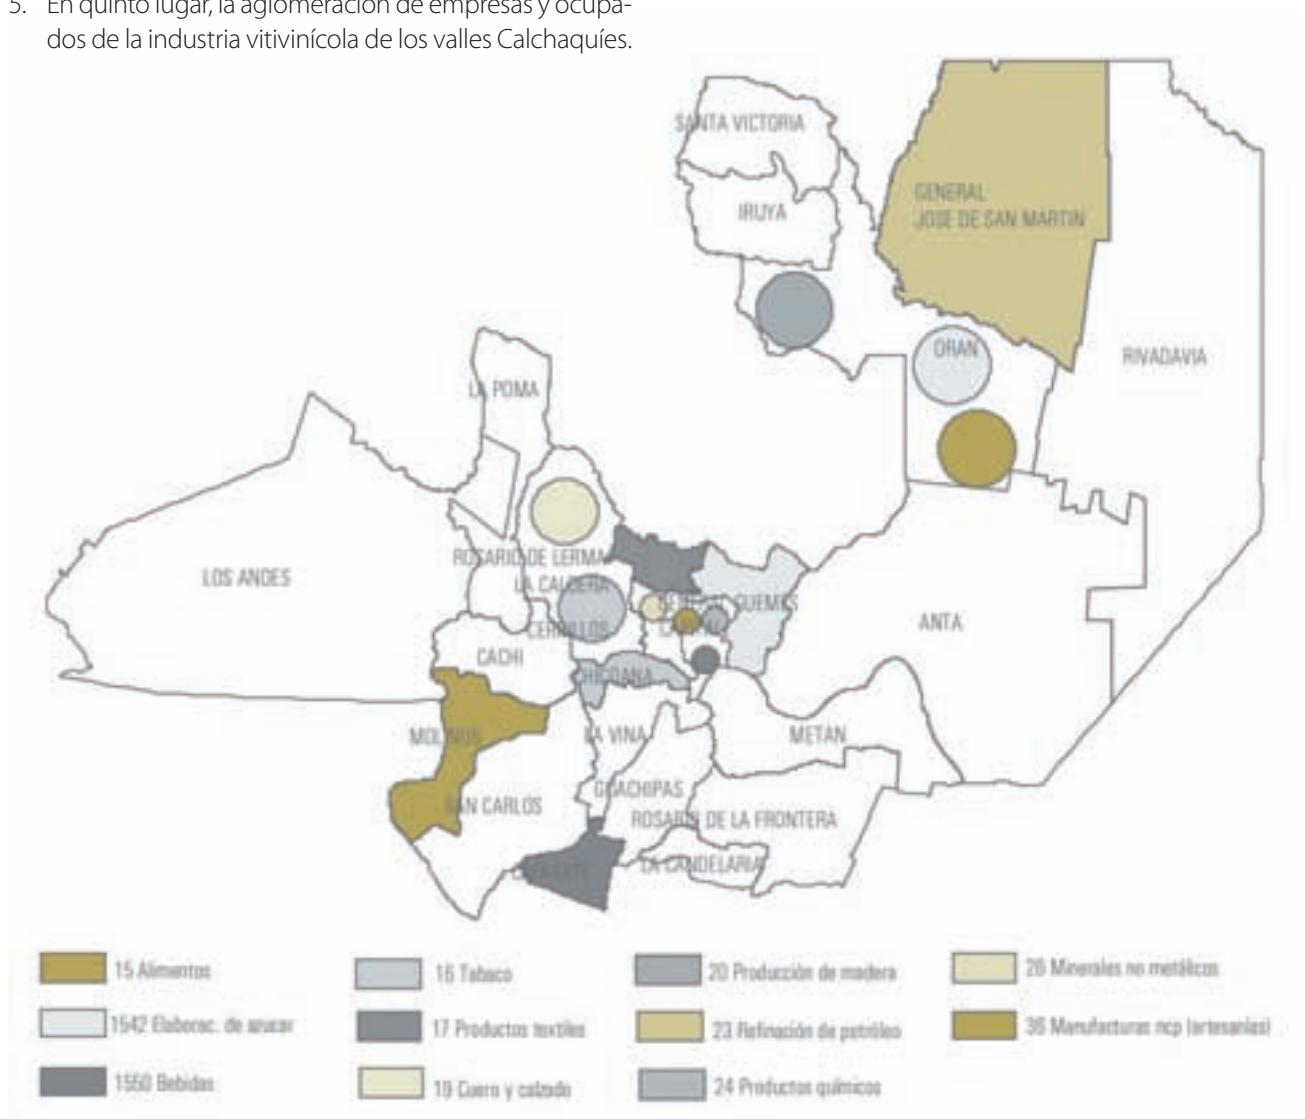 5. En quinto lugar, la aglomeración de empresas y ocupa-
dos de la industria vitivinícola de los valles Calchaquíes.
SANTA VICTORIA
IRUYA
GENERAL
JOSE DE SAN MARTIN
ORAN
RIVADAVIA
LA POMA
LOS ANDES
ROSARIO DE LERMA
LA CALDERA
GUEMES
CERRILLOS
ANTA
CACHI
CHICOANA
MOLINOS
LA VINA
METAN
SAN CARLOS
GUACHIPAS
ROSARIO DE LA FRONTERA
LA CANDELARIA
15 Alimentos
16 Tabaco
20 Producción de madera
26 Minerales no metálicos
1542 Elaborac. de azucar
17 Productos textiles
23 Refinación de petróleo
36 Manufacturas ncp (artesanías)
1550 Bebidas
19 Cuero y calzado
24 Productos químicos